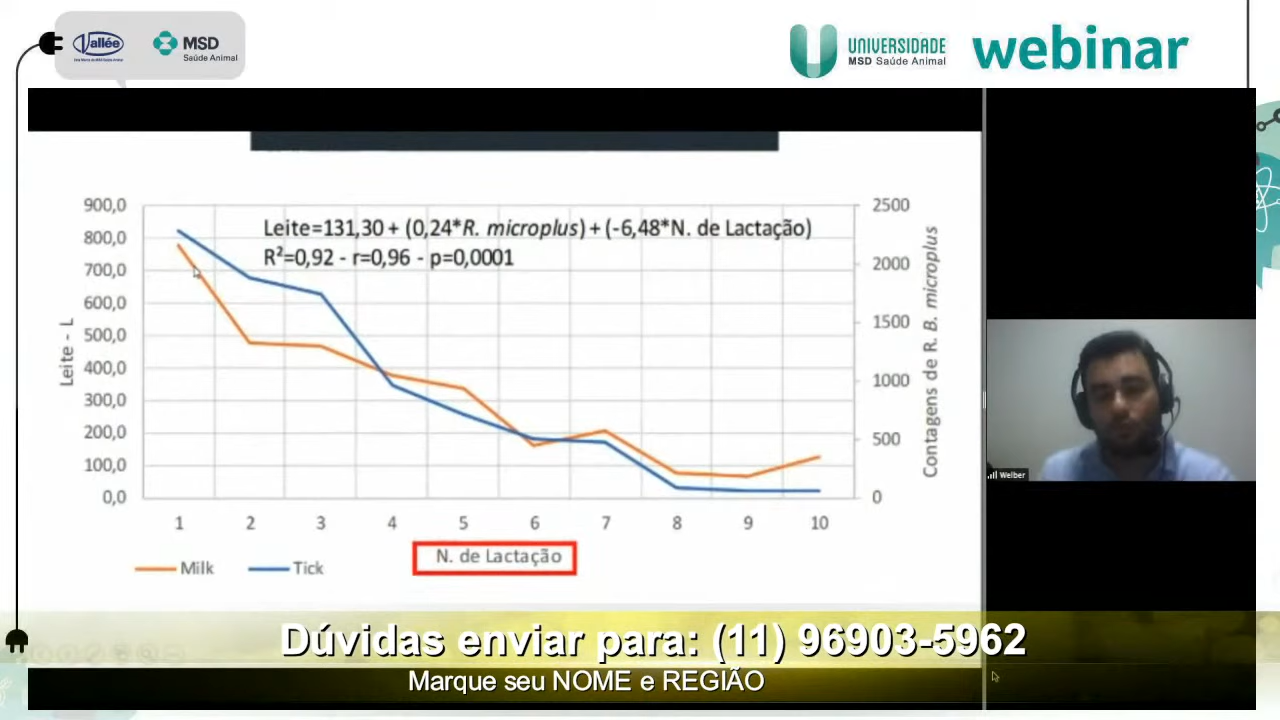 Vallée
MSD
Saúde Animal
UNIVERSIDADE
MSD Saúde Animal
webinar
Leite=131,30 + (0,24*R. microplus) + (-6,48*N. de Lactação)
R²=0,92 - r=0,96 - p=0,0001
Leite - L
900,0
800,0
700,0
600,0
500,0
400,0
300,0
200,0
100,0
0,0
2500
2000
1500
1000
500
0
Contagens de R. B. microplus
1 2 3 4 5 6 7 8 9 10
N. de Lactação
Milk Tick
Welber
Dúvidas enviar para: (11) 96903-5962
Marque seu NOME e REGIÃO